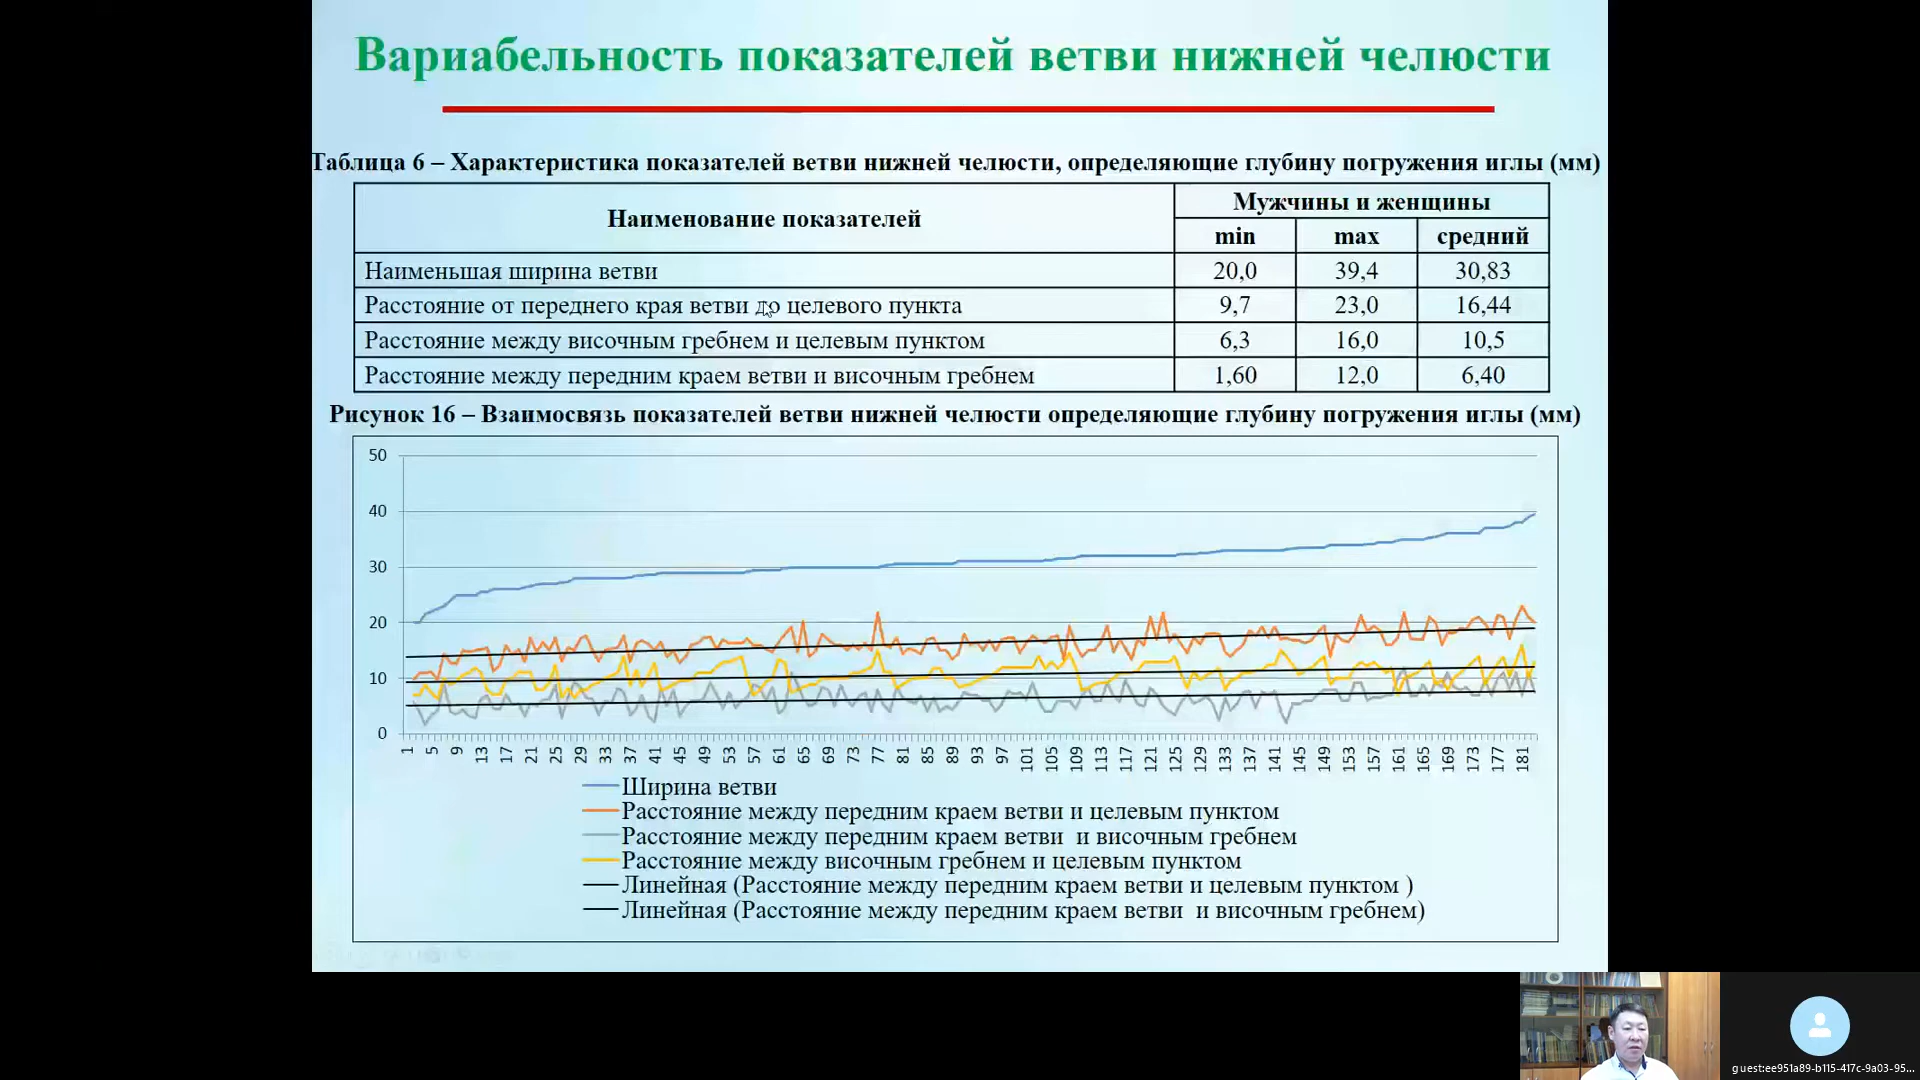 Вариабельность показателей ветви нижней челюсти
Таблица 6 – Характеристика показателей ветви нижней челюсти, определяющие глубину погружения иглы (мм)
Наименование показателей
Мужчины и женщины
min max средний
Наименьшая ширина ветви 20,0 39,4 30,83
Расстояние от переднего края ветви до целевого пункта 9,7 23,0 16,44
Расстояние между височным гребнем и целевым пунктом 6,3 16,0 10,5
Расстояние между передним краем ветви и височным гребнем 1,60 12,0 6,40
Рисунок 16 – Взаимосвязь показателей ветви нижней челюсти определяющие глубину погружения иглы (мм)
50
40
30
20
10
0
1 5 9 13 17 21 25 29 33 37 41 45 49 53 57 61 65 69 73 77 81 85 89 93 97 101 105 109 113 117 121 125 129 133 137 141 145 149 153 157 161 165 169 173 177 181
Ширина ветви
Расстояние между передним краем ветви и целевым пунктом
Расстояние между передним краем ветви и височным гребнем
Расстояние между височным гребнем и целевым пунктом
Линейная (Расстояние между передним краем ветви и целевым пунктом )
Линейная (Расстояние между передним краем ветви и височным гребнем)
guestee951a89-b115-417c-9a03-95...